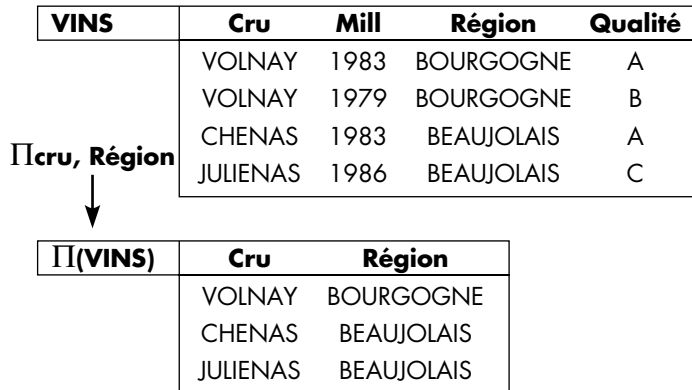 VINS Cru Mill Région Qualité
VOLNAY 1983 BOURGOGNE A
VOLNAY 1979 BOURGOGNE B
CHENAS 1983 BEAUJOLAIS A
Πcru, Région
JULIENAS 1986 BEAUJOLAIS C
Π(VINS) Cru Région
VOLNAY BOURGOGNE
CHENAS BEAUJOLAIS
JULIENAS BEAUJOLAIS